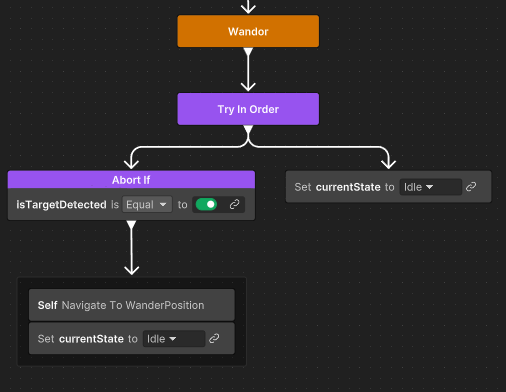 Wandor
Try In Order
Abort If
isTargetDetected Is Equal to
Set currentState to Idle
Self Navigate To WanderPosition
Set currentState to Idle